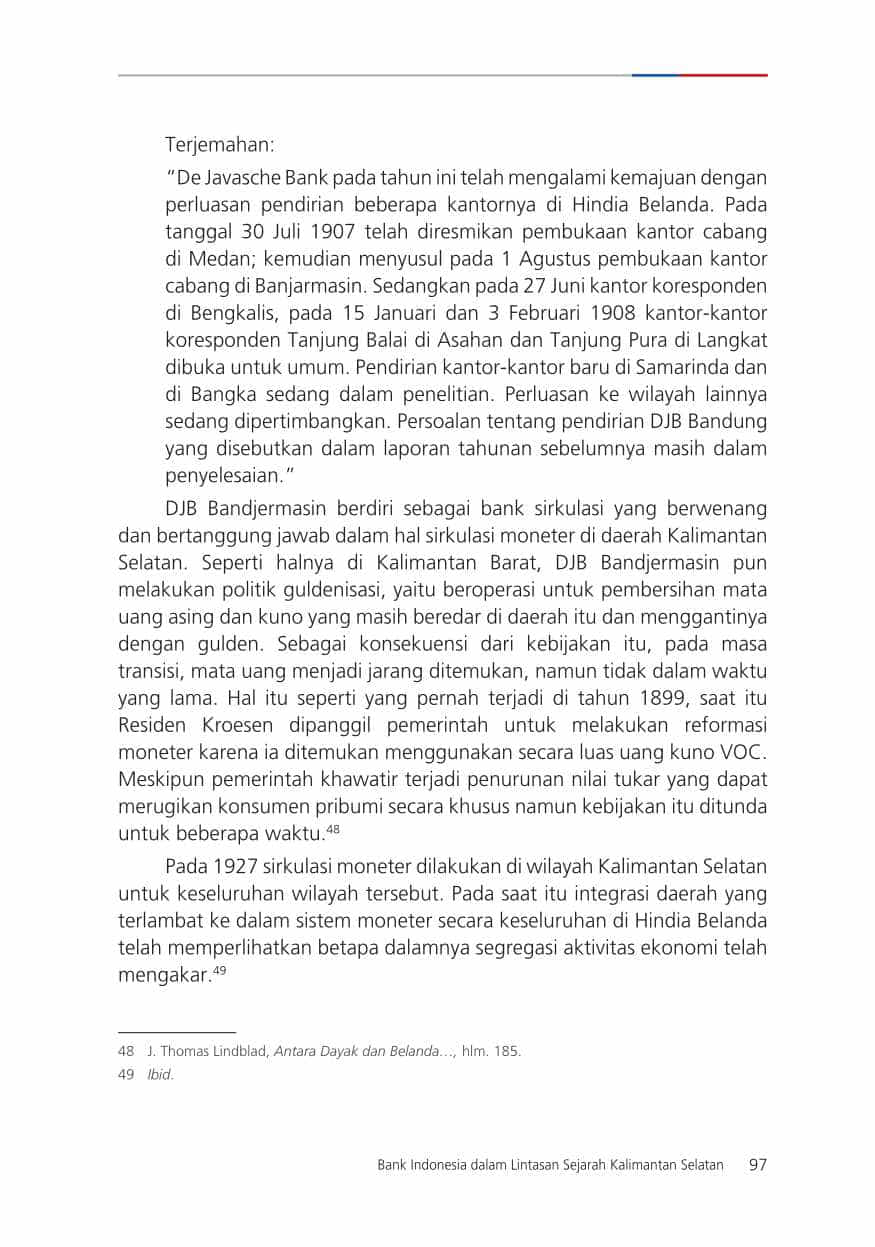 Terjemahan:
“De Javasche Bank pada tahun ini telah mengalami kemajuan dengan
perluasan pendirian beberapa kantornya di Hindia Belanda. Pada
tanggal 30 Juli 1907 telah diresmikan pembukaan kantor cabang
di Medan; kemudian menyusul pada 1 Agustus pembukaan kantor
cabang di Banjarmasin. Sedangkan pada 27 Juni kantor koresponden
di Bengkalis, pada 15 Januari dan 3 Februari 1908 kantor-kantor
koresponden Tanjung Balai di Asahan dan Tanjung Pura di Langkat
dibuka untuk umum. Pendirian kantor-kantor baru di Samarinda dan
di Bangka sedang dalam penelitian. Perluasan ke wilayah lainnya
sedang dipertimbangkan. Persoalan tentang pendirian DJB Bandung
yang disebutkan dalam laporan tahunan sebelumnya masih dalam
penyelesaian.”
DJB Bandjermasin berdiri sebagai bank sirkulasi yang berwenang
dan bertanggung jawab dalam hal sirkulasi moneter di daerah Kalimantan
Selatan. Seperti halnya di Kalimantan Barat, DJB Bandjermasin pun
melakukan politik guldenisasi, yaitu beroperasi untuk pembersihan mata
uang asing dan kuno yang masih beredar di daerah itu dan menggantinya
dengan gulden. Sebagai konsekuensi dari kebijakan itu, pada masa
transisi, mata uang menjadi jarang ditemukan, namun tidak dalam waktu
yang lama. Hal itu seperti yang pernah terjadi di tahun 1899, saat itu
Residen Kroesen dipanggil pemerintah untuk melakukan reformasi
moneter karena ia ditemukan menggunakan secara luas uang kuno VOC.
Meskipun pemerintah khawatir terjadi penurunan nilai tukar yang dapat
merugikan konsumen pribumi secara khusus namun kebijakan itu ditunda
untuk beberapa waktu.48
Pada 1927 sirkulasi moneter dilakukan di wilayah Kalimantan Selatan
untuk keseluruhan wilayah tersebut. Pada saat itu integrasi daerah yang
terlambat ke dalam sistem moneter secara keseluruhan di Hindia Belanda
telah memperlihatkan betapa dalamnya segregasi aktivitas ekonomi telah
mengakar.49
48 J. Thomas Lindblad, Antara Dayak dan Belanda…, hlm. 185.
49 Ibid.
Bank Indonesia dalam Lintasan Sejarah Kalimantan Selatan 97